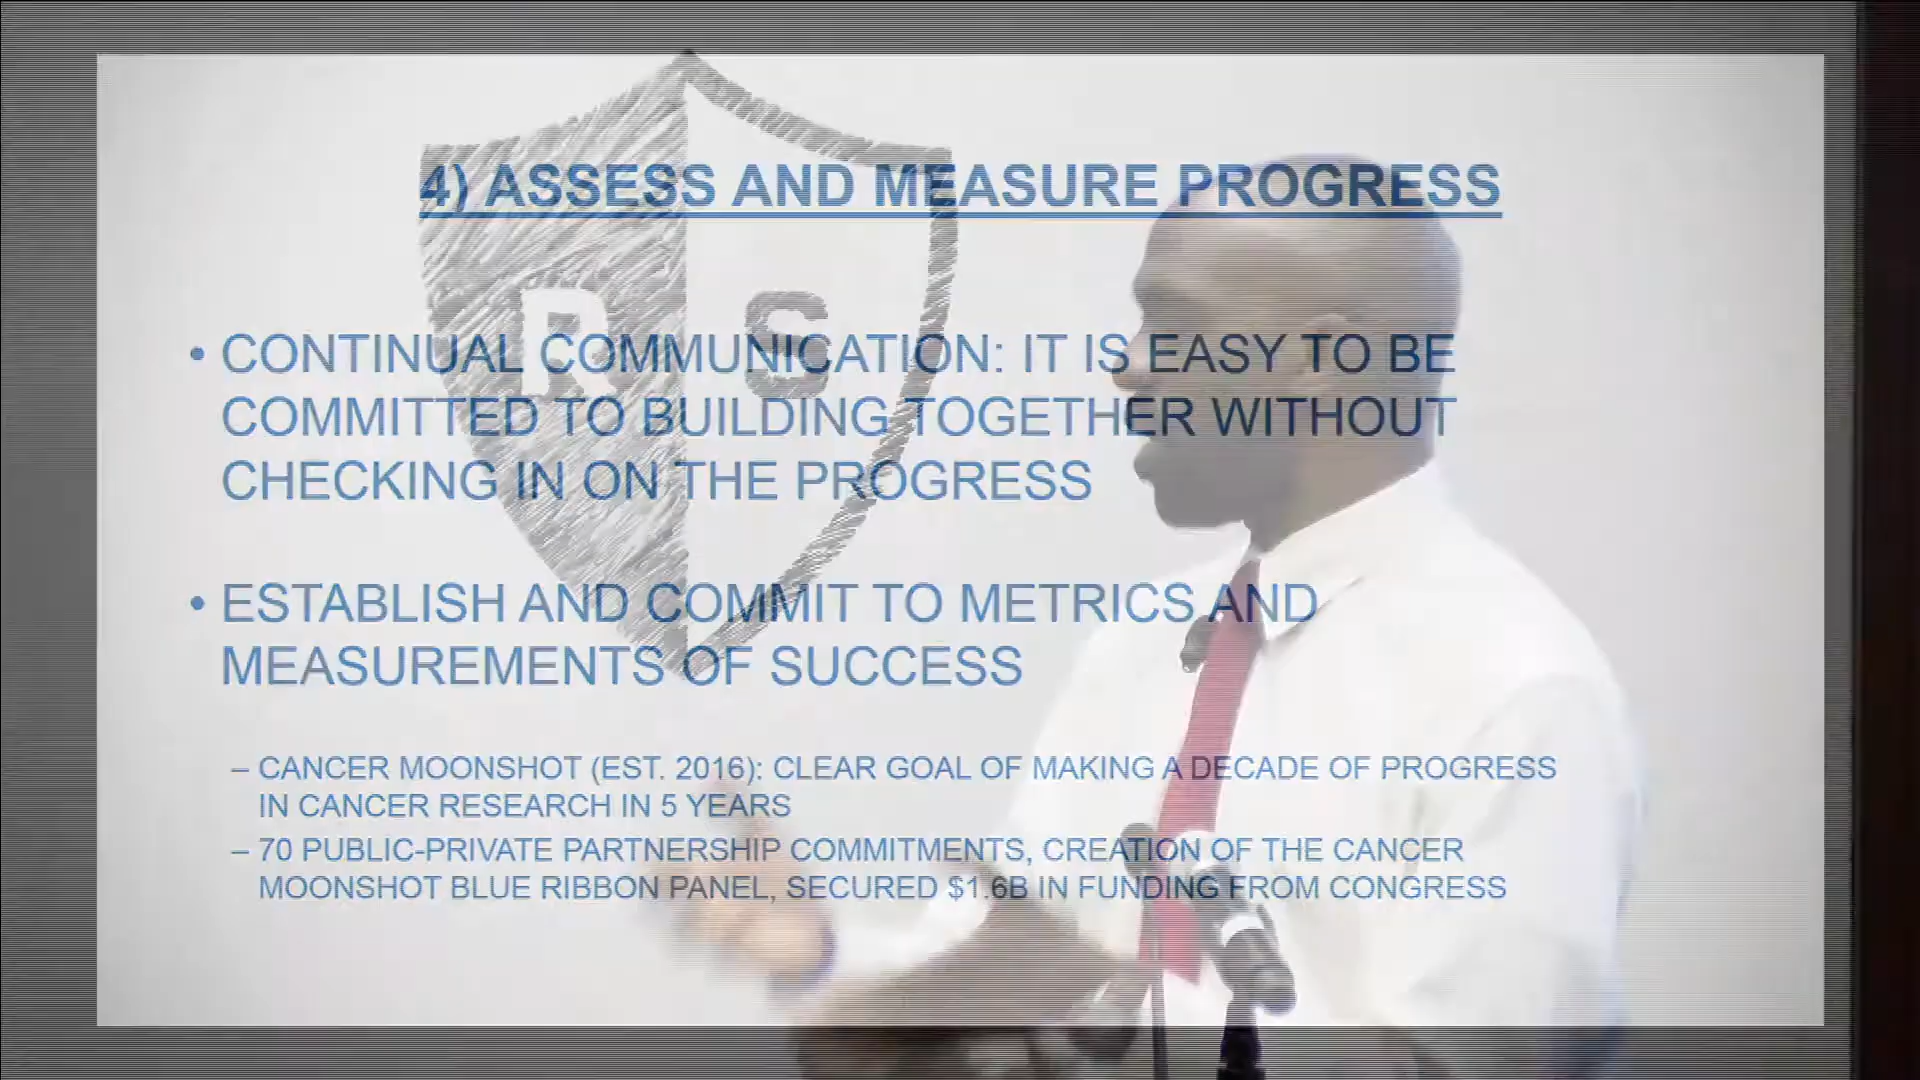 4) ASSESS AND MEASURE PROGRESS
R S
• CONTINUAL COMMUNICATION: IT IS EASY TO BE
COMMITTED TO BUILDING TOGETHER WITHOUT
CHECKING IN ON THE PROGRESS
• ESTABLISH AND COMMIT TO METRICS AND
MEASUREMENTS OF SUCCESS
– CANCER MOONSHOT (EST. 2016): CLEAR GOAL OF MAKING A DECADE OF PROGRESS
IN CANCER RESEARCH IN 5 YEARS
– 70 PUBLIC-PRIVATE PARTNERSHIP COMMITMENTS, CREATION OF THE CANCER
MOONSHOT BLUE RIBBON PANEL, SECURED $1.6B IN FUNDING FROM CONGRESS